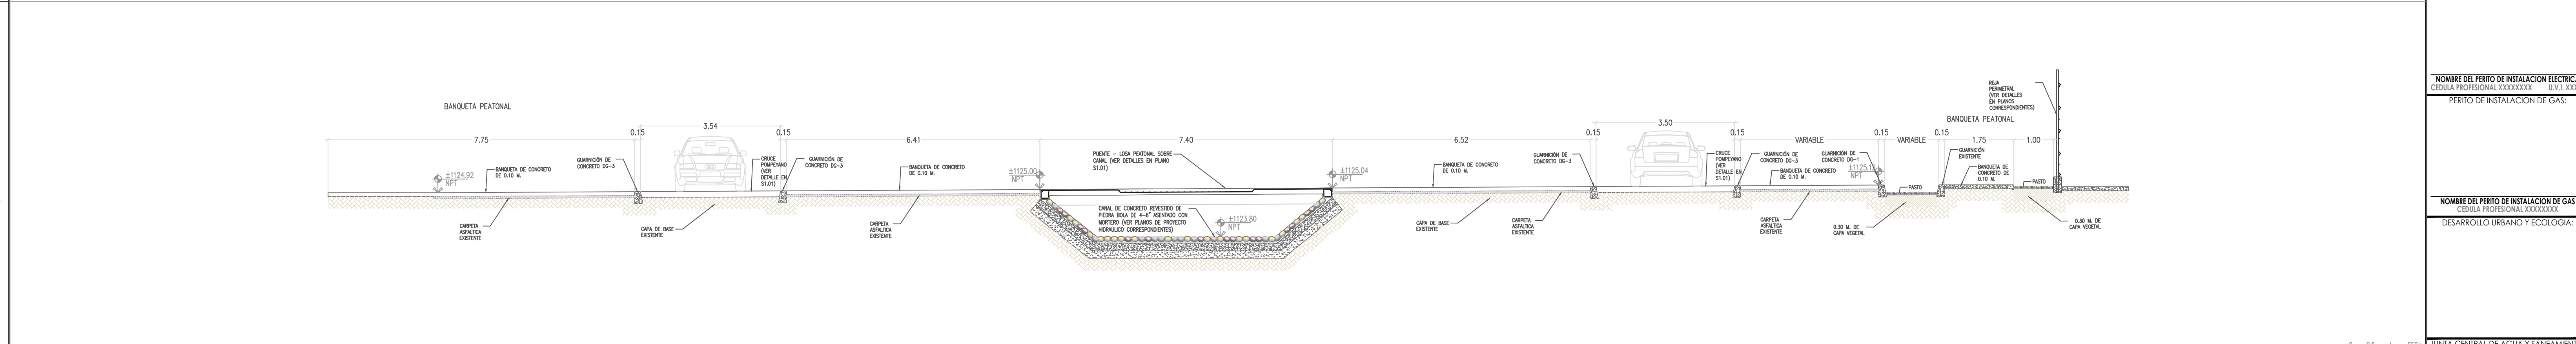 BANQUETA PEATONAL
7.75
0.15
3.54
0.15
6.41
7.40
6.52
0.15
3.50
0.15
VARIABLE
0.15
VARIABLE
0.15
BANQUETA PEATONAL
1.75
1.00
REJA
PERIMETRAL
(VER DETALLES
EN PLANOS
CORRESPONDIENTES)
±1124.92
NPT
BANQUETA DE CONCRETO
DE 0.10 M.
GUARNICIÓN DE
CONCRETO DG-3
CRUCE
POMPEYANO
(VER
DETALLE EN
S1.01)
GUARNICIÓN DE
CONCRETO DG-3
BANQUETA DE CONCRETO
DE 0.10 M.
±1125.00
NPT
PUENTE - LOSA PEATONAL SOBRE
CANAL (VER DETALLES EN PLANO
S1.01)
±1125.04
NPT
BANQUETA DE CONCRETO
DE 0.10 M.
GUARNICIÓN DE
CONCRETO DG-3
CRUCE
POMPEYANO
(VER
DETALLE EN
S1.01)
GUARNICIÓN DE
CONCRETO DG-3
BANQUETA DE CONCRETO
DE 0.10 M.
GUARNICIÓN DE
CONCRETO DG-1
NPT
PASTO
GUARNICIÓN
EXISTENTE
BANQUETA DE
CONCRETO DE
0.10 M.
PASTO
CARPETA
ASFALTICA
EXISTENTE
CAPA DE BASE
EXISTENTE
CARPETA
ASFALTICA
EXISTENTE
CANAL DE CONCRETO REVESTIDO DE
PIEDRA BOLA DE 4-6" ASENTADO CON
MORTERO (VER PLANOS DE PROYECTO
HIDRAULICO CORRESPONDIENTES)
±1123.80
NPT
CAPA DE BASE
EXISTENTE
CARPETA
ASFALTICA
EXISTENTE
CARPETA
ASFALTICA
EXISTENTE
0.30 M. DE
CAPA VEGETAL
0.30 M. DE
CAPA VEGETAL
NOMBRE DEL PERITO DE INSTALACION
CEDULA PROFESIONAL XXXXXXXX U.V.I.
PERITO DE INSTALACION DE GAS:
NOMBRE DEL PERITO DE INSTALACION DE GAS
CEDULA PROFESIONAL XXXXXXXX
DESARROLLO URBANO Y ECOLOGIA:
JUNTA CENTRAL DE AGUA Y